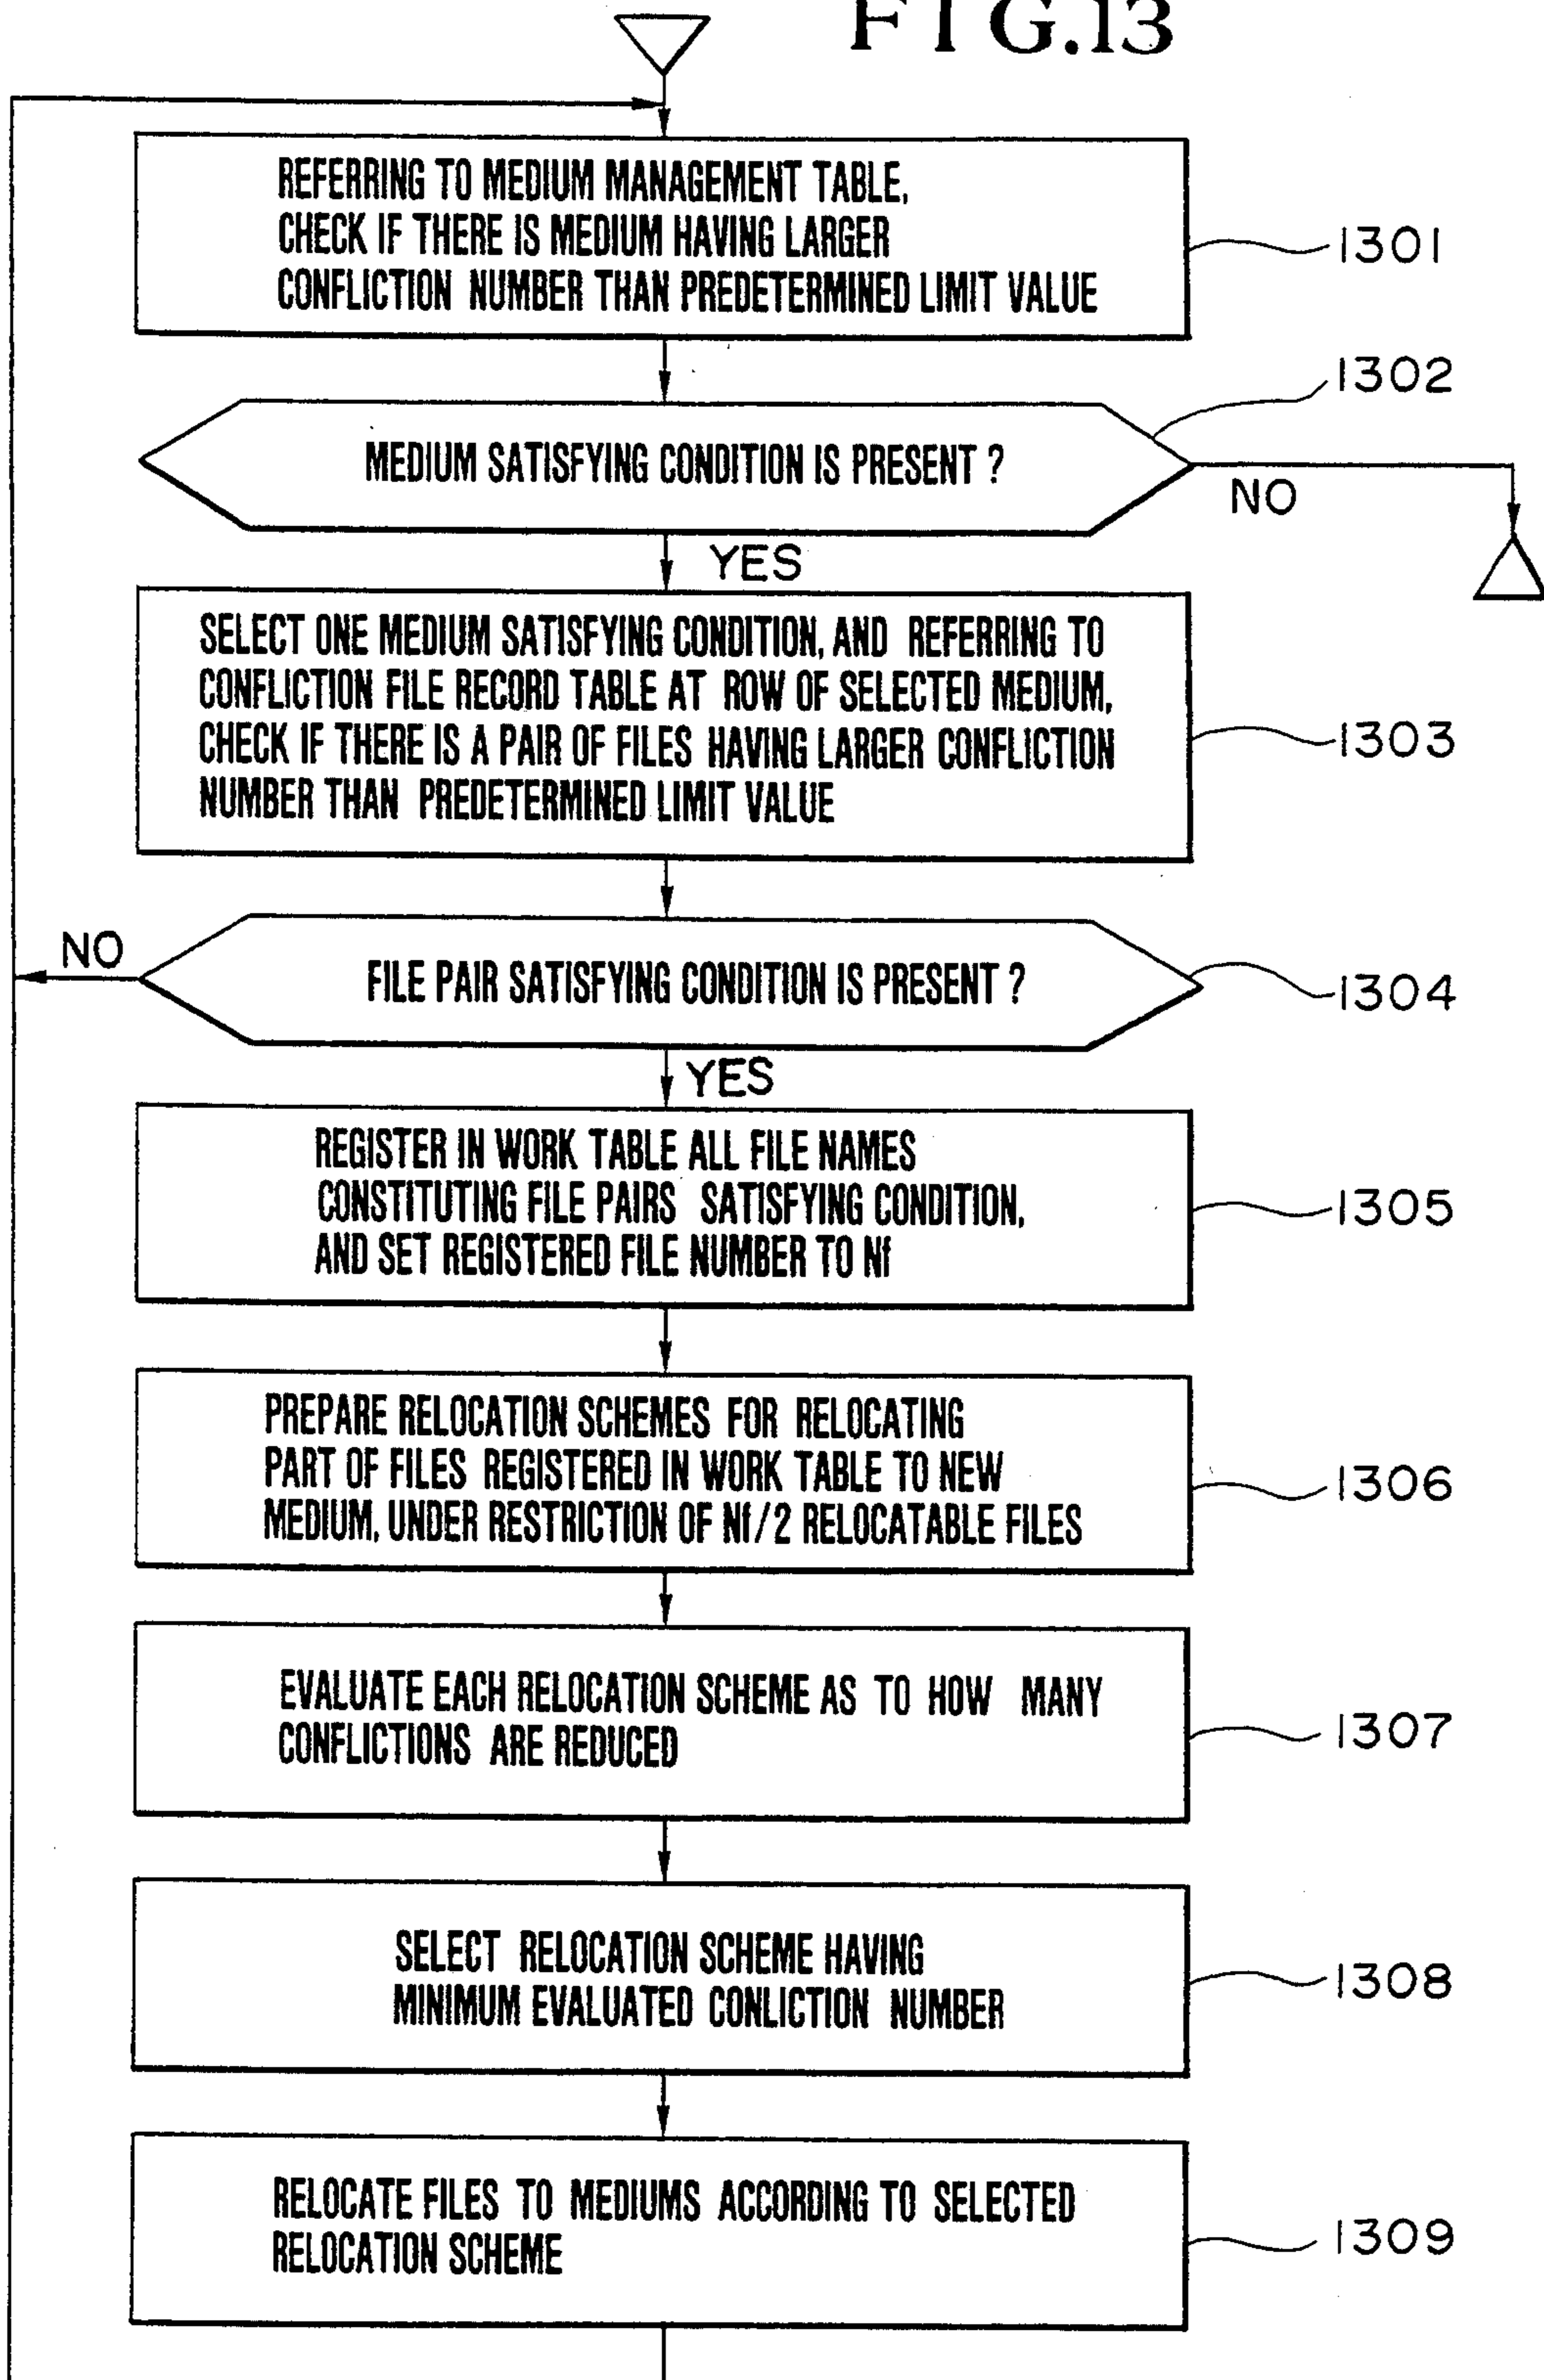 FIG.13
REFERRING TO MEDIUM MANAGEMENT TABLE,
CHECK IF THERE IS MEDIUM HAVING LARGER
CONFLICTION NUMBER THAN PREDETERMINED LIMIT VALUE
1301
1302
MEDIUM SATISFYING CONDITION IS PRESENT ?
NO
YES
SELECT ONE MEDIUM SATISFYING CONDITION, AND REFERRING TO
CONFLICTION FILE RECORD TABLE AT ROW OF SELECTED MEDIUM,
CHECK IF THERE IS A PAIR OF FILES HAVING LARGER CONFLICTION
NUMBER THAN PREDETERMINED LIMIT VALUE
1303
NO
FILE PAIR SATISFYING CONDITION IS PRESENT ?
1304
YES
REGISTER IN WORK TABLE ALL FILE NAMES
CONSTITUTING FILE PAIRS SATISFYING CONDITION,
AND SET REGISTERED FILE NUMBER TO Nf
1305
PREPARE RELOCATION SCHEMES FOR RELOCATING
PART OF FILES REGISTERED IN WORK TABLE TO NEW
MEDIUM, UNDER RESTRICTION OF Nf/2 RELOCATABLE FILES
1306
EVALUATE EACH RELOCATION SCHEME AS TO HOW MANY
CONFLICTIONS ARE REDUCED
1307
SELECT RELOCATION SCHEME HAVING
MINIMUM EVALUATED CONLICTION NUMBER
1308
RELOCATE FILES TO MEDIUMS ACCORDING TO SELECTED
RELOCATION SCHEME
1309